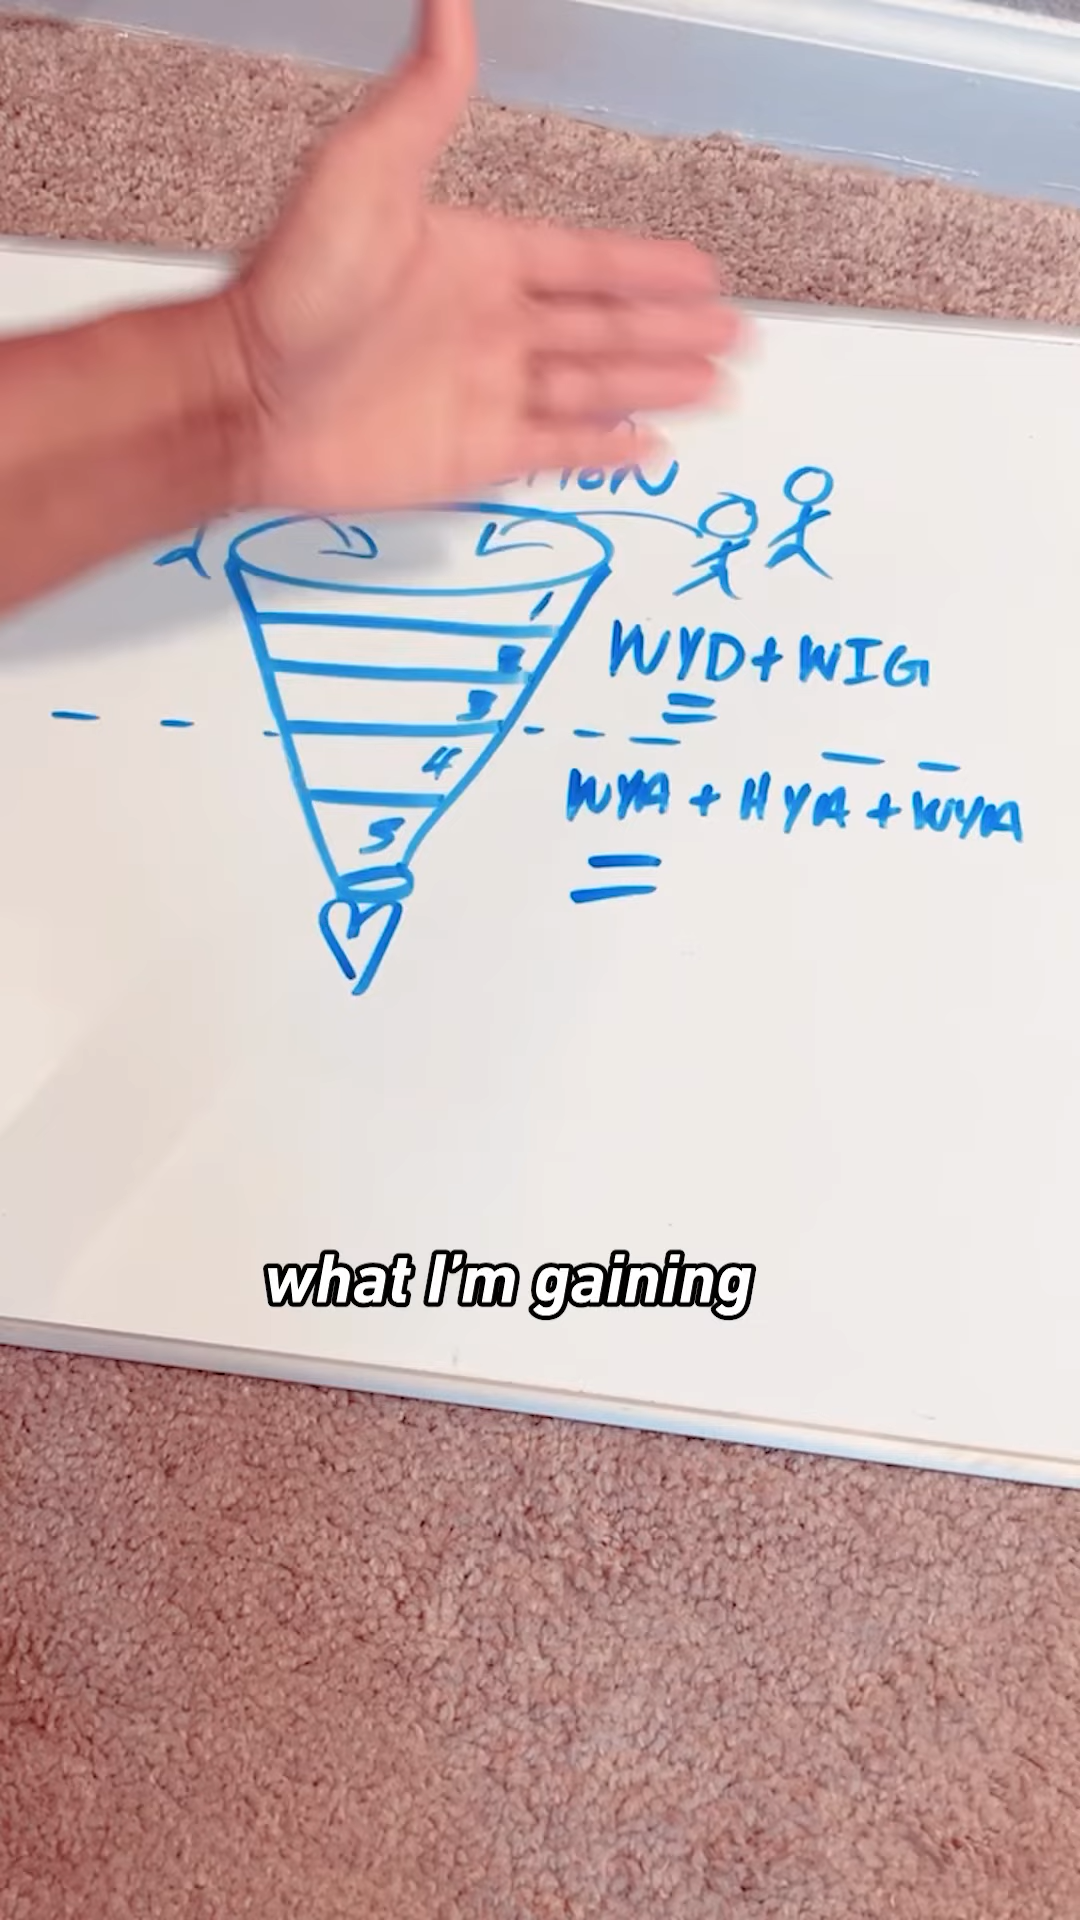 1
2
3
4
5
WYD + WIG
=
WYA + HYA + WYA
=
what I'm gaining